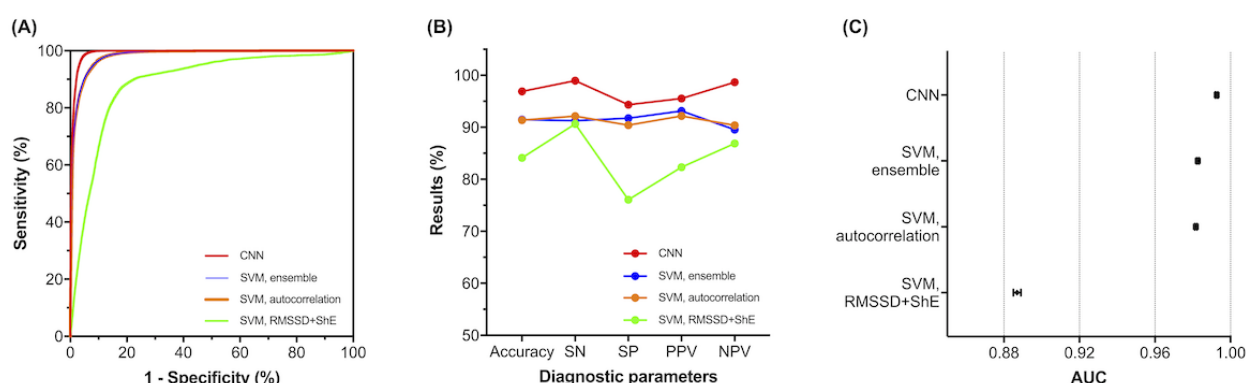 (A)
100
80
60
40
20
0
Sensitivity (%)
CNN
SVM, ensemble
SVM, autocorrelation
SVM, RMSSD+ShE
0 20 40 60 80 100
1 - Specificity (%)
(B)
100
90
80
70
60
50
Results (%)
CNN
SVM, ensemble
SVM, autocorrelation
SVM, RMSSD+ShE
Accuracy SN SP PPV NPV
Diagnostic parameters
(C)
CNN
SVM,
ensemble
SVM,
autocorrelation
SVM,
RMSSD+ShE
0.88 0.92 0.96 1.00
AUC